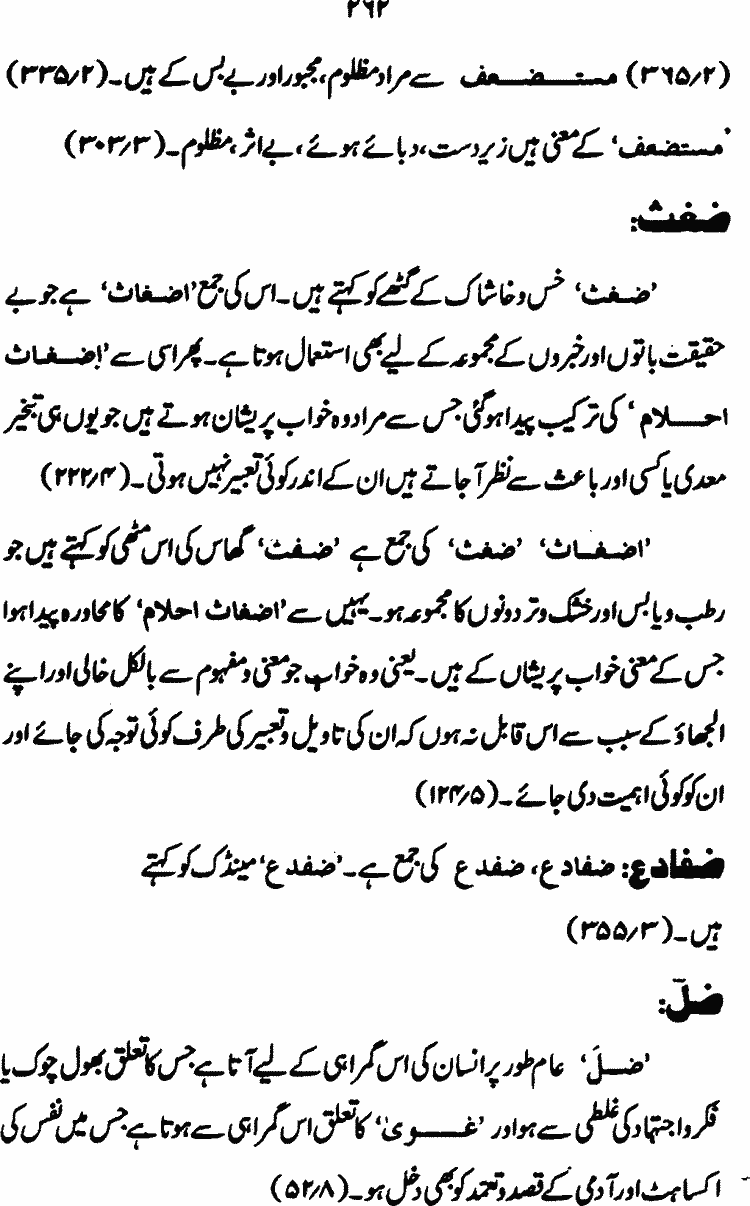 ۲۶۲
(۳۶۵/۲) مستضعف سے مراد مظلوم، مجبور اور بے بس کے ہیں۔(۳۳۵/۲)
’مستضعف‘ کے معنی ہیں زیردست، دبائے ہوئے، بے اثر، مظلوم۔(۳۰۳/۳)
ضغث:
’ضغث‘ خس و خاشاک کے گٹھے کو کہتے ہیں۔اس کی جمع ’اضغاث‘ ہے جو بے
حقیقت باتوں اور خبروں کے مجموعہ کے لیے بھی استعمال ہوتا ہے۔پھر اسی سے ’اضغاث
احلام‘ کی ترکیب پیدا ہو گئی جس سے مراد وہ خواب پریشان ہوتے ہیں جو یوں ہی تبخیر
معدی یا کسی اور باعث سے نظر آ جاتے ہیں ان کے اندر کوئی تعبیر نہیں ہوتی۔(۲۲۲/۴)
’اضغاث‘ ’ضغث‘ کی جمع ہے ’ضغث‘ گھاس کی اس مٹھی کو کہتے ہیں جو
رطب و یابس اور خشک و تر دونوں کا مجموعہ ہو۔یہیں سے ’اضغاث احلام‘ کا محاورہ پیدا ہوا
جس کے معنی خواب پریشاں کے ہیں۔یعنی وہ خواب جو معنی و مفہوم سے بالکل خالی اور اپنے
الجھاؤ کے سبب سے اس قابل نہ ہوں کہ ان کی تاویل و تعبیر کی طرف کوئی توجہ کی جائے اور
ان کو کوئی اہمیت دی جائے۔(۱۲۴/۵)
ضفادع: ضفادع، ضفدع کی جمع ہے۔’ضفدع‘ مینڈک کو کہتے
ہیں۔(۳۵۵/۳)
ضلّ:
’ضلَ‘ عام طور پر انسان کی اس گمراہی کے لیے آتا ہے جس کا تعلق بھول چوک یا
فکر و اجتہاد کی غلطی سے ہو اور ’غویٰ‘ کا تعلق اس گمراہی سے ہوتا ہے جس میں نفس کی
اکساہٹ اور آدمی کے قصد و تعمد کو بھی دخل ہو۔(۵۲/۸)